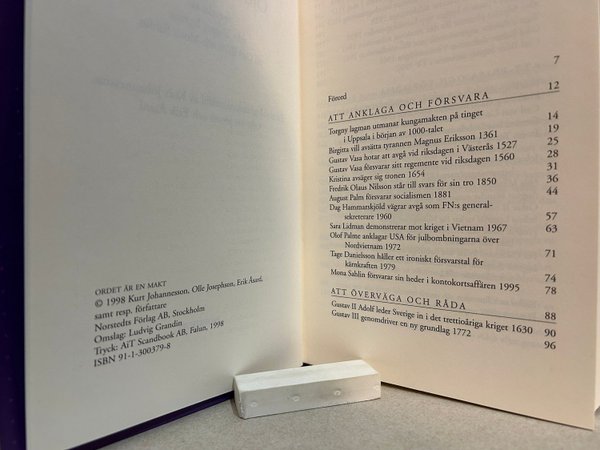 ORDET ÄR EN MAKT
© 1998 Kurt Johannesson, Olle Josephson, Erik Åsard,
samt resp. författare
Norstedts Förlag AB, Stockholm
Omslag: Ludvig Grandin
Tryck: AiT Scandbook AB, Falun, 1998
ISBN 91-1-300379-8
Förord 7
ATT ANKLAGA OCH FÖRSVARA 12
Torgny lagman utmanar kungamakten på tinget
i Uppsala i början av 1000-talet 14
Birgitta vill avsätta tyrannen Magnus Eriksson 1361 19
Gustav Vasa hotar att avgå vid riksdagen i Västerås 1527 25
Gustav Vasa försvarar sitt regemente vid riksdagen 1560 28
Kristina avsäger sig tronen 1654 31
Fredrik Olaus Nilsson står till svars för sin tro 1850 36
August Palm försvarar socialismen 1881 44
Dag Hammarskjöld vägrar avgå som FN:s general-
sekreterare 1960 57
Sara Lidman demonstrerar mot kriget i Vietnam 1967 63
Olof Palme anklagar USA för julbombningarna över
Nordvietnam 1972 71
Tage Danielsson håller ett ironiskt försvarstal för
kärnkraften 1979 74
Mona Sahlin försvarar sin heder i kontokortsaffären 1995 78
ATT ÖVERVÄGA OCH RÅDA 88
Gustav II Adolf leder Sverige in i det trettioåriga kriget 1630 90
Gustav III genomdriver en ny grundlag 1772 96